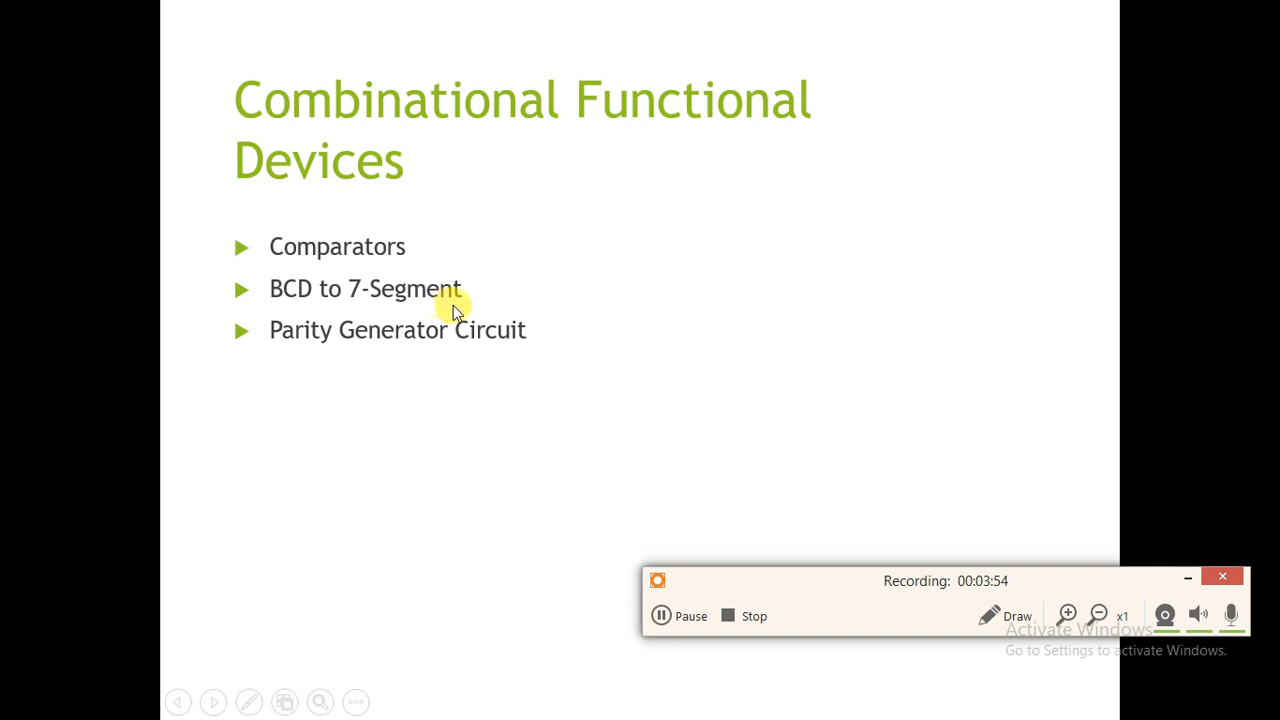 Combinational Functional
Devices
Comparators
BCD to 7-Segment
Parity Generator Circuit
Recording: 00:03:54
Pause Stop Draw x1
Activate Windows
Go to Settings to activate Windows.